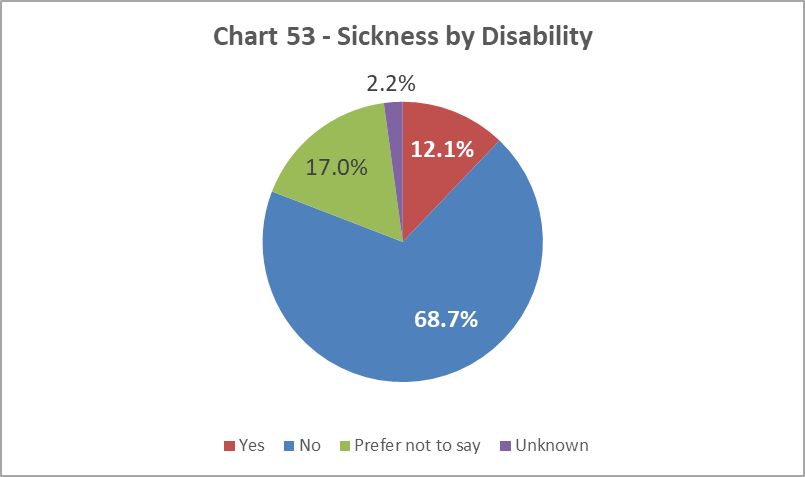 Chart 53 - Sickness by Disability
2.2%
12.1%
17.0%
68.7%
Yes No Prefer not to say Unknown